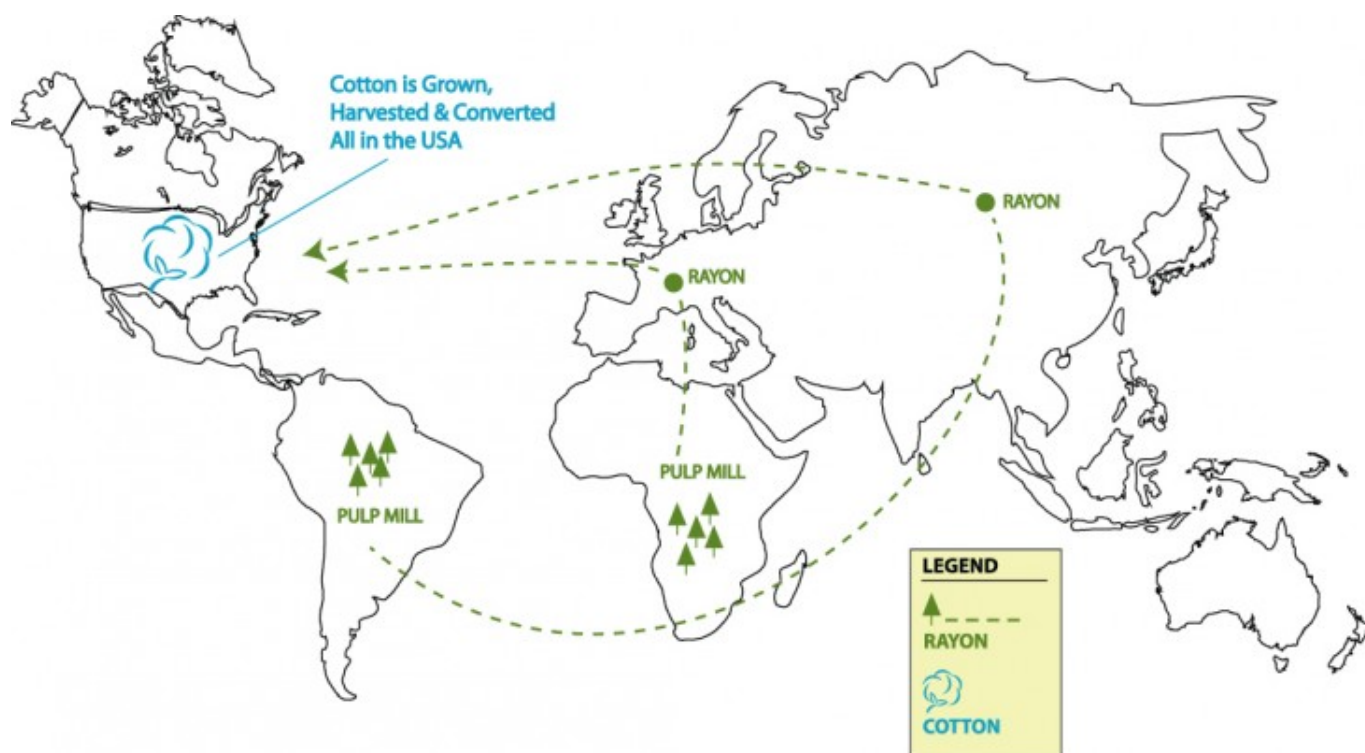 Cotton is Grown,
Harvested & Converted
All in the USA
RAYON
RAYON
PULP MILL
PULP MILL
LEGEND
RAYON
COTTON